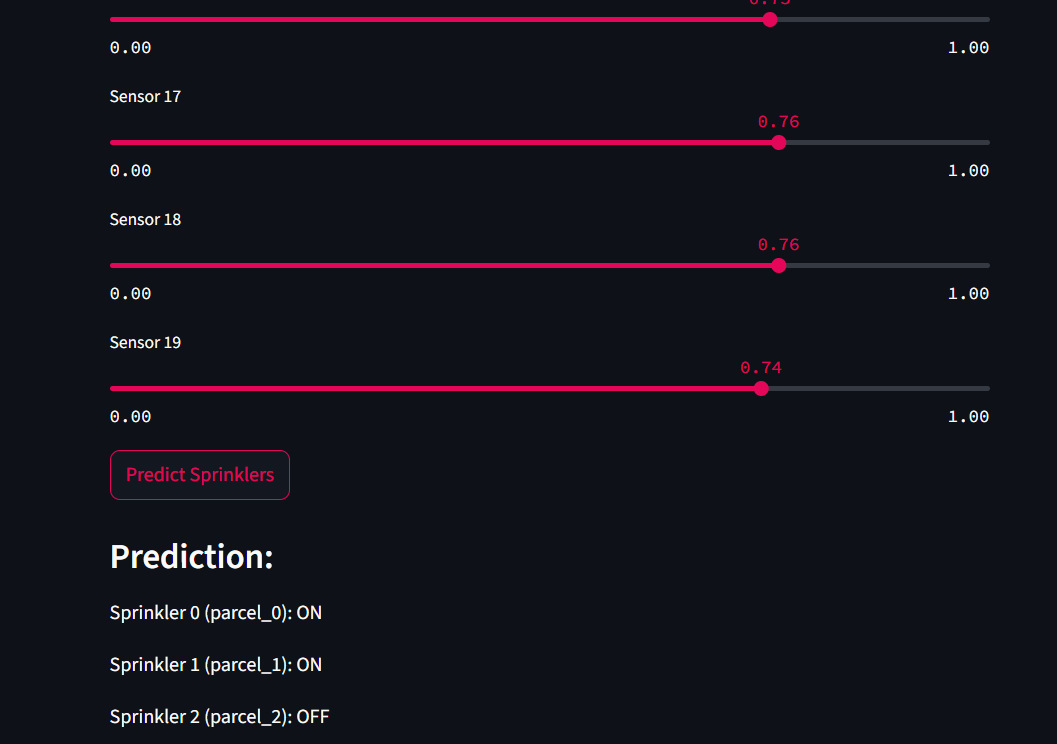 0.00 1.00
Sensor 17
0.76
0.00 1.00
Sensor 18
0.76
0.00 1.00
Sensor 19
0.74
0.00 1.00
Predict Sprinklers
Prediction:
Sprinkler 0 (parcel_0): ON
Sprinkler 1 (parcel_1): ON
Sprinkler 2 (parcel_2): OFF